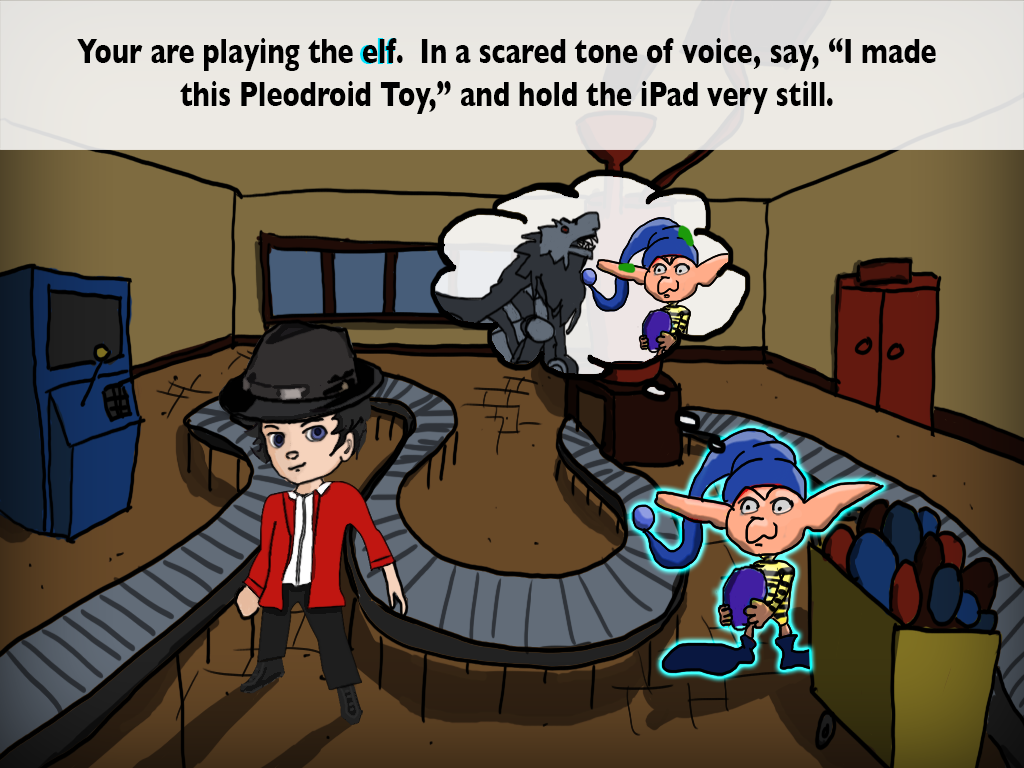 Your are playing the elf. In a scared tone of voice, say, “I made
this Pleodroid Toy,” and hold the iPad very still.